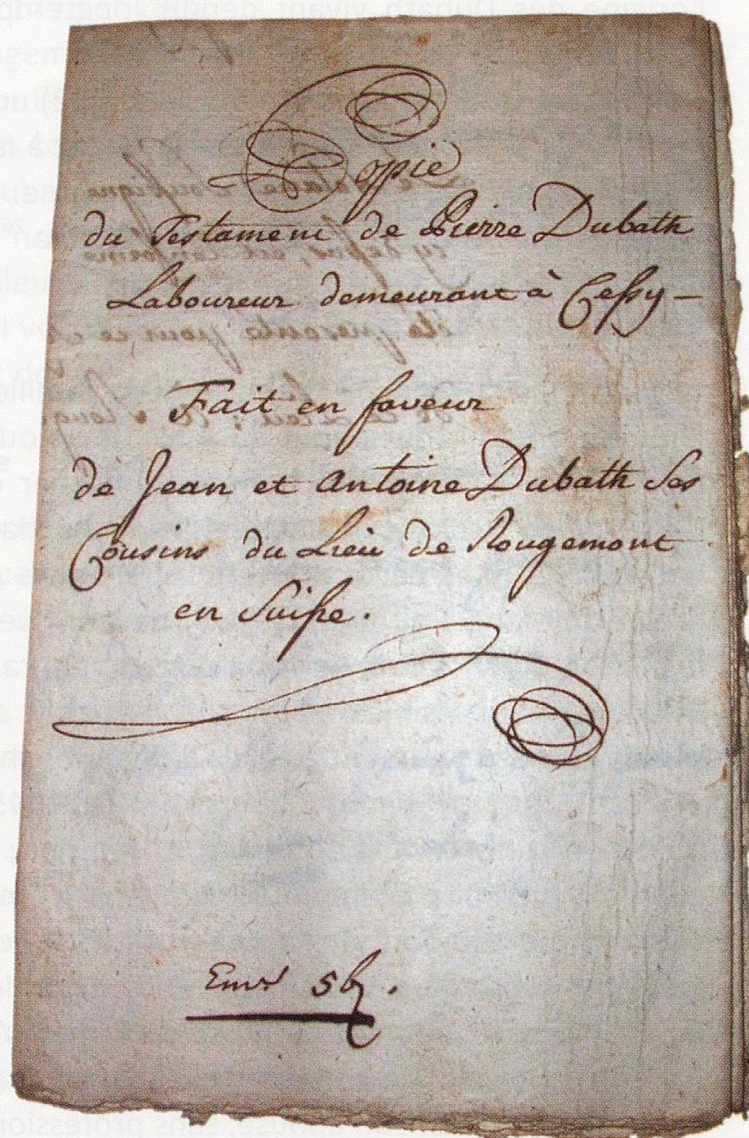 Copie
du Testament de Pierre Dubath
Laboureur demeurant à Cessy –
Fait en faveur
de Jean et Antoine Dubath Ses
Cousins du Lieu de Rougemont
en Suisse.